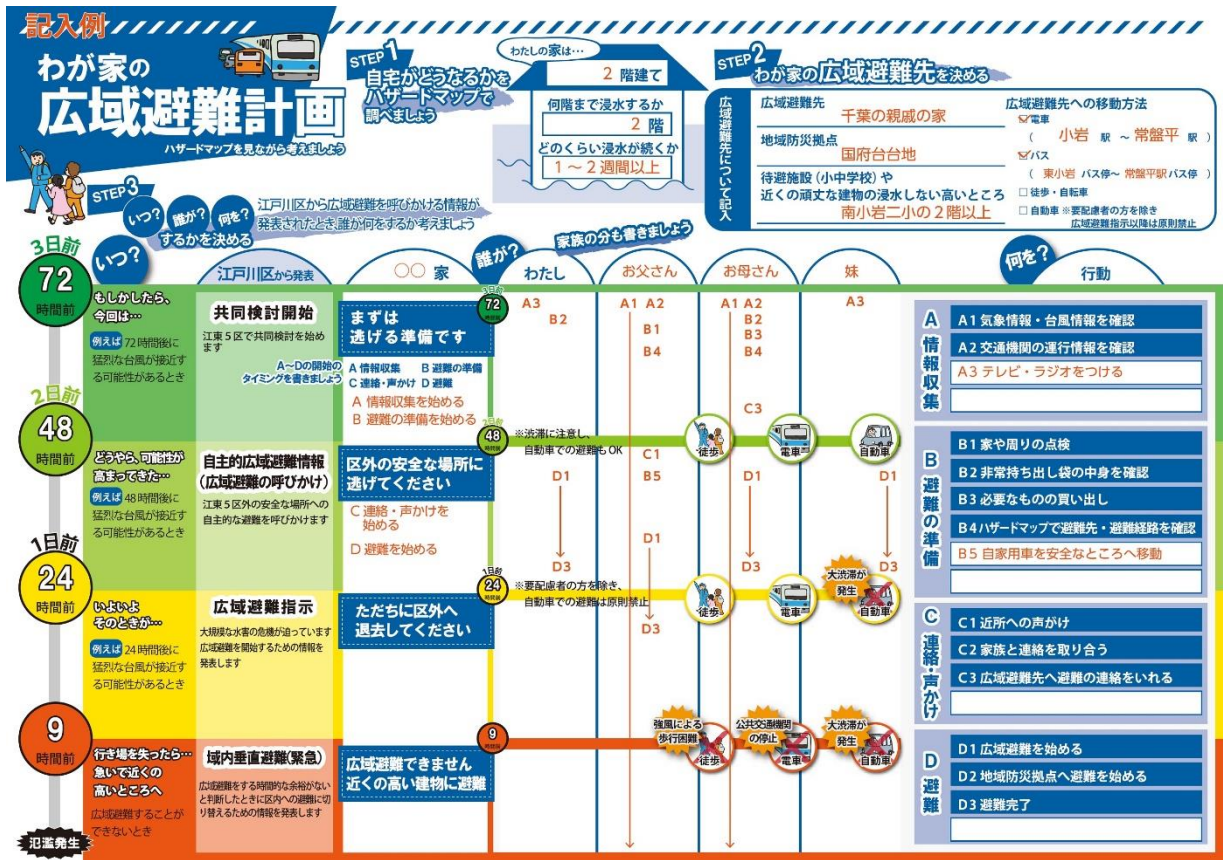 記入例
わが家の
広域避難計画
ハザードマップを見ながら考えましょう
STEP1
自宅がどうなるかを
ハザードマップで
調べましょう
わたしの家は…
2 階建て
何階まで浸水するか
2 階
どのくらい浸水が続くか
1～2週間以上
STEP2
わが家の広域避難先を決める
広域避難先について記入
広域避難先
千葉の親戚の家
地域防災拠点
国府台台地
待避施設(小中学校)や
近くの頑丈な建物の浸水しない高いところ
南小岩二小の2階以上
広域避難先への移動方法
☑電車
( 小岩 駅 ～ 常盤平 駅 )
☑バス
( 東小岩 バス停～ 常盤平駅 バス停 )
□ 徒歩・自転車
□ 自動車 ※要配慮者の方を除き
広域避難指示以降は原則禁止
STEP3
いつ? 誰が? 何を?
するかを決める
江戸川区から広域避難を呼びかける情報が
発表されたとき、誰が何をするか考えましょう
いつ?
江戸川区から発表
○○ 家
誰が?
家族の分も書きましょう
わたし
お父さん
お母さん
妹
何を?
行動
3日前
72
時間前
もしかしたら、
今回は…
例えば 72時間後に
猛烈な台風が接近す
る可能性があるとき
共同検討開始
江東5区で共同検討を始め
ます
A～Dの開始の
タイミングを書きましょう
まずは
逃げる準備です
A 情報収集 B 避難の準備
C 連絡・声かけ D 避難
A 情報収集を始める
B 避難の準備を始める
3日前
72
時間前
A3
B2
A1 A2
B1
B4
A1 A2
B2
B3
B4
C3
A3
2日前
48
時間前
どうやら、可能性が
高まってきた…
例えば 48時間後に
猛烈な台風が接近す
る可能性があるとき
自主的広域避難情報
(広域避難の呼びかけ)
江東5区外の安全な場所への
自主的な避難を呼びかけます
区外の安全な場所に
逃げてください
C 連絡・声かけを
始める
D 避難を始める
2日前
48
時間前
※渋滞に注意し、
自動車での避難もOK
徒歩
電車
自動車
D1
D3
C1
B5
D1
D3
D1
D3
D1
D3
1日前
24
時間前
いよいよ
そのときが…
例えば 24時間後に
猛烈な台風が接近す
る可能性があるとき
広域避難指示
大規模な水害の危機が迫っています
広域避難を開始するための情報を
発表します
ただちに区外へ
退去してください
1日前
24
時間前
※要配慮者の方を除き、
自動車での避難は原則禁止
徒歩
電車
大渋滞が
発生
自動車
9
時間前
行き場を失ったら…
急いで近くの
高いところへ
広域避難することが
できないとき
域内垂直避難(緊急)
広域避難をする時間的な余裕がない
と判断したときに区内への避難に切
り替えるための情報を発表します
広域避難できません
近くの高い建物に避難
9
時間前
強風による
歩行困難
徒歩
公共交通機関
の停止
電車
大渋滞が
発生
自動車
氾濫発生
A 情報収集
A1 気象情報・台風情報を確認
A2 交通機関の運行情報を確認
A3 テレビ・ラジオをつける
B 避難の準備
B1 家や周りの点検
B2 非常持ち出し袋の中身を確認
B3 必要なものの買い出し
B4 ハザードマップで避難先・避難経路を確認
B5 自家用車を安全なところへ移動
C 連絡・声かけ
C1 近所への声がけ
C2 家族と連絡を取り合う
C3 広域避難先へ避難の連絡をいれる
D 避難
D1 広域避難を始める
D2 地域防災拠点へ避難を始める
D3 避難完了